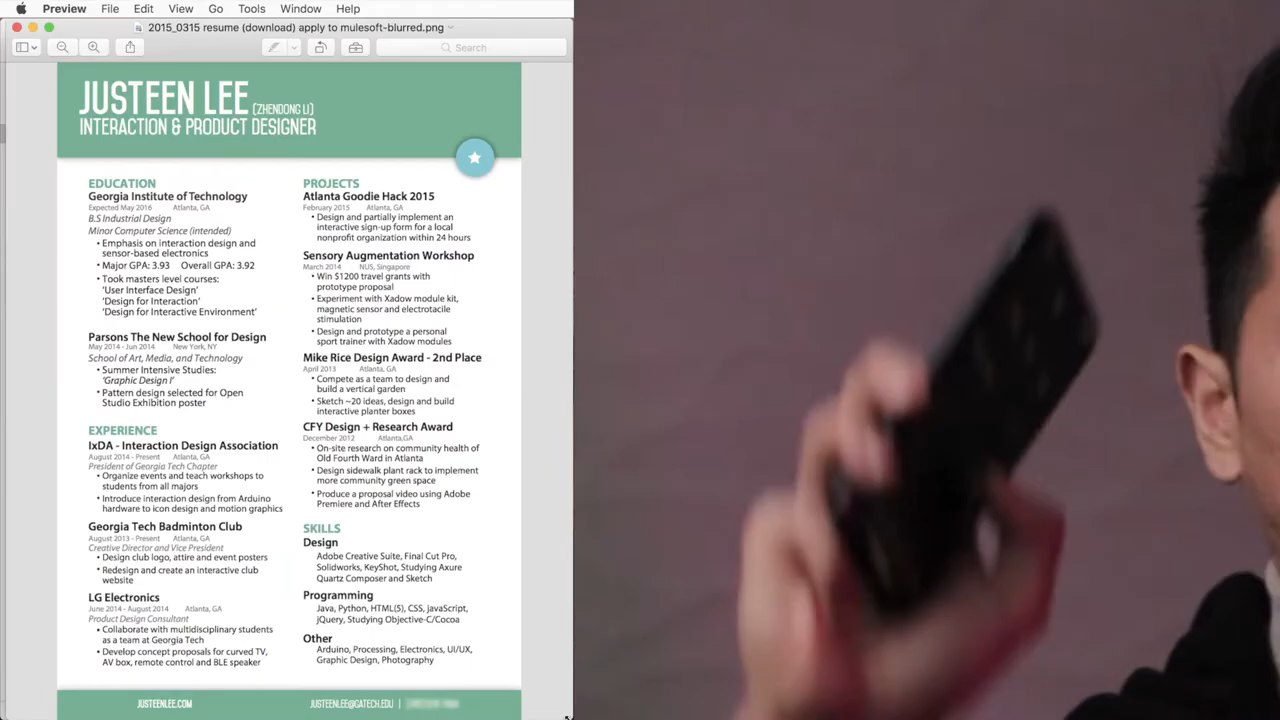 Preview File Edit View Go Tools Window Help
2015_0315 resume (download) apply to mulesoft-blurred.png
Search
JUSTEEN LEE (ZHENDONG LI)
INTERACTION & PRODUCT DESIGNER
EDUCATION
Georgia Institute of Technology
Expected May 2016 Atlanta, GA
B.S Industrial Design
Minor Computer Science (intended)
• Emphasis on interaction design and
sensor-based electronics
• Major GPA: 3.93 Overall GPA: 3.92
• Took masters level courses:
'User Interface Design'
'Design for Interaction'
'Design for Interactive Environment'
Parsons The New School for Design
May 2014 - Jun 2014 New York, NY
School of Art, Media, and Technology
• Summer Intensive Studies:
'Graphic Design I'
• Pattern design selected for Open
Studio Exhibition poster
EXPERIENCE
IxDA - Interaction Design Association
August 2014 - Present Atlanta, GA
President of Georgia Tech Chapter
• Organize events and teach workshops to
students from all majors
• Introduce interaction design from Arduino
hardware to icon design and motion graphics
Georgia Tech Badminton Club
August 2013 - Present Atlanta, GA
Creative Director and Vice President
• Design club logo, attire and event posters
• Redesign and create an interactive club
website
LG Electronics
June 2014 - August 2014 Atlanta, GA
Product Design Consultant
• Collaborate with multidisciplinary students
as a team at Georgia Tech
• Develop concept proposals for curved TV,
AV box, remote control and BLE speaker
PROJECTS
Atlanta Goodie Hack 2015
February 2015 Atlanta, GA
• Design and partially implement an
interactive sign-up form for a local
nonprofit organization within 24 hours
Sensory Augmentation Workshop
March 2014 NUS, Singapore
• Win $1200 travel grants with
prototype proposal
• Experiment with Xadow module kit,
magnetic sensor and electrotacile
stimulation
• Design and prototype a personal
sport trainer with Xadow modules
Mike Rice Design Award - 2nd Place
April 2013 Atlanta, GA
• Compete as a team to design and
build a vertical garden
• Sketch ~20 ideas, design and build
interactive planter boxes
CFY Design + Research Award
December 2012 Atlanta,GA
• On-site research on community health of
Old Fourth Ward in Atlanta
• Design sidewalk plant rack to implement
more community green space
• Produce a proposal video using Adobe
Premiere and After Effects
SKILLS
Design
Adobe Creative Suite, Final Cut Pro,
Solidworks, KeyShot, Studying Axure
Quartz Composer and Sketch
Programming
Java, Python, HTML(5), CSS, javaScript,
jQuery, Studying Objective-C/Cocoa
Other
Arduino, Processing, Electronics, UI/UX,
Graphic Design, Photography
JUSTEENLEE.COM
JUSTEENLEE@GATECH.EDU |